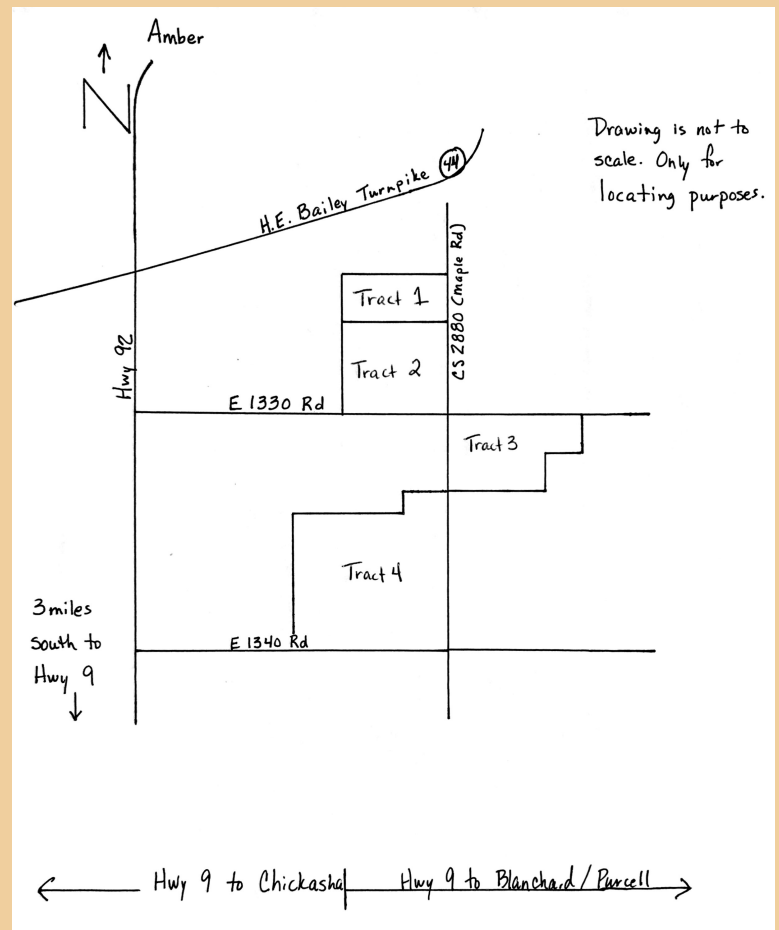 Amber
N
Drawing is not to
scale. Only for
locating purposes.
44
H.E. Bailey Turnpike
CS 2880 (maple Rd)
Tract 1
Hwy 92
Tract 2
E 1330 Rd
Tract 3
Tract 4
3 miles
South to
Hwy 9
E 1340 Rd
Hwy 9 to Chickasha
Hwy 9 to Blanchard / Purcell